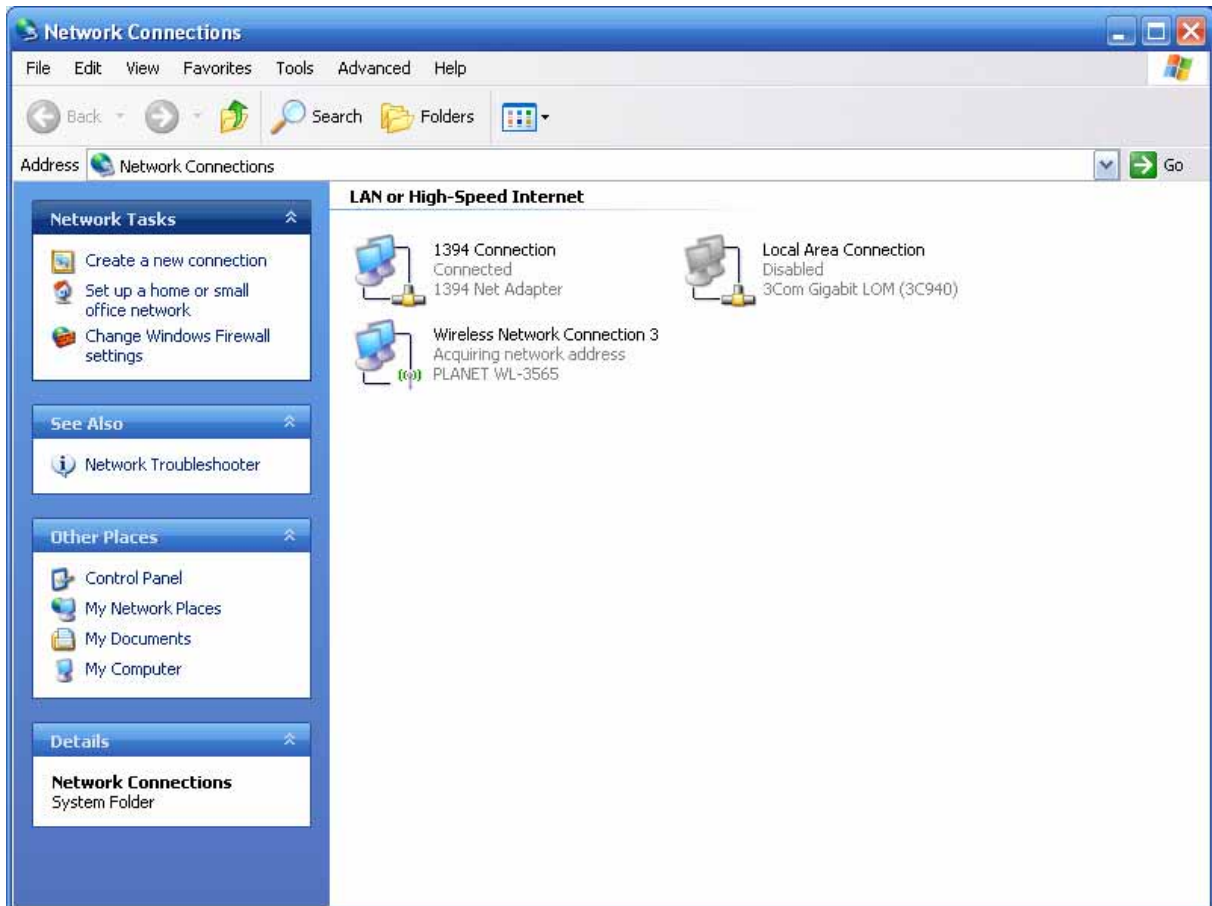 Network Connections
File Edit View Favorites Tools Advanced Help
Back Search Folders
Address Network Connections Go
Network Tasks
Create a new connection
Set up a home or small
office network
Change Windows Firewall
settings
See Also
Network Troubleshooter
Other Places
Control Panel
My Network Places
My Documents
My Computer
Details
Network Connections
System Folder
LAN or High-Speed Internet
1394 Connection
Connected
1394 Net Adapter
Local Area Connection
Disabled
3Com Gigabit LOM (3C940)
Wireless Network Connection 3
Acquiring network address
PLANET WL-3565